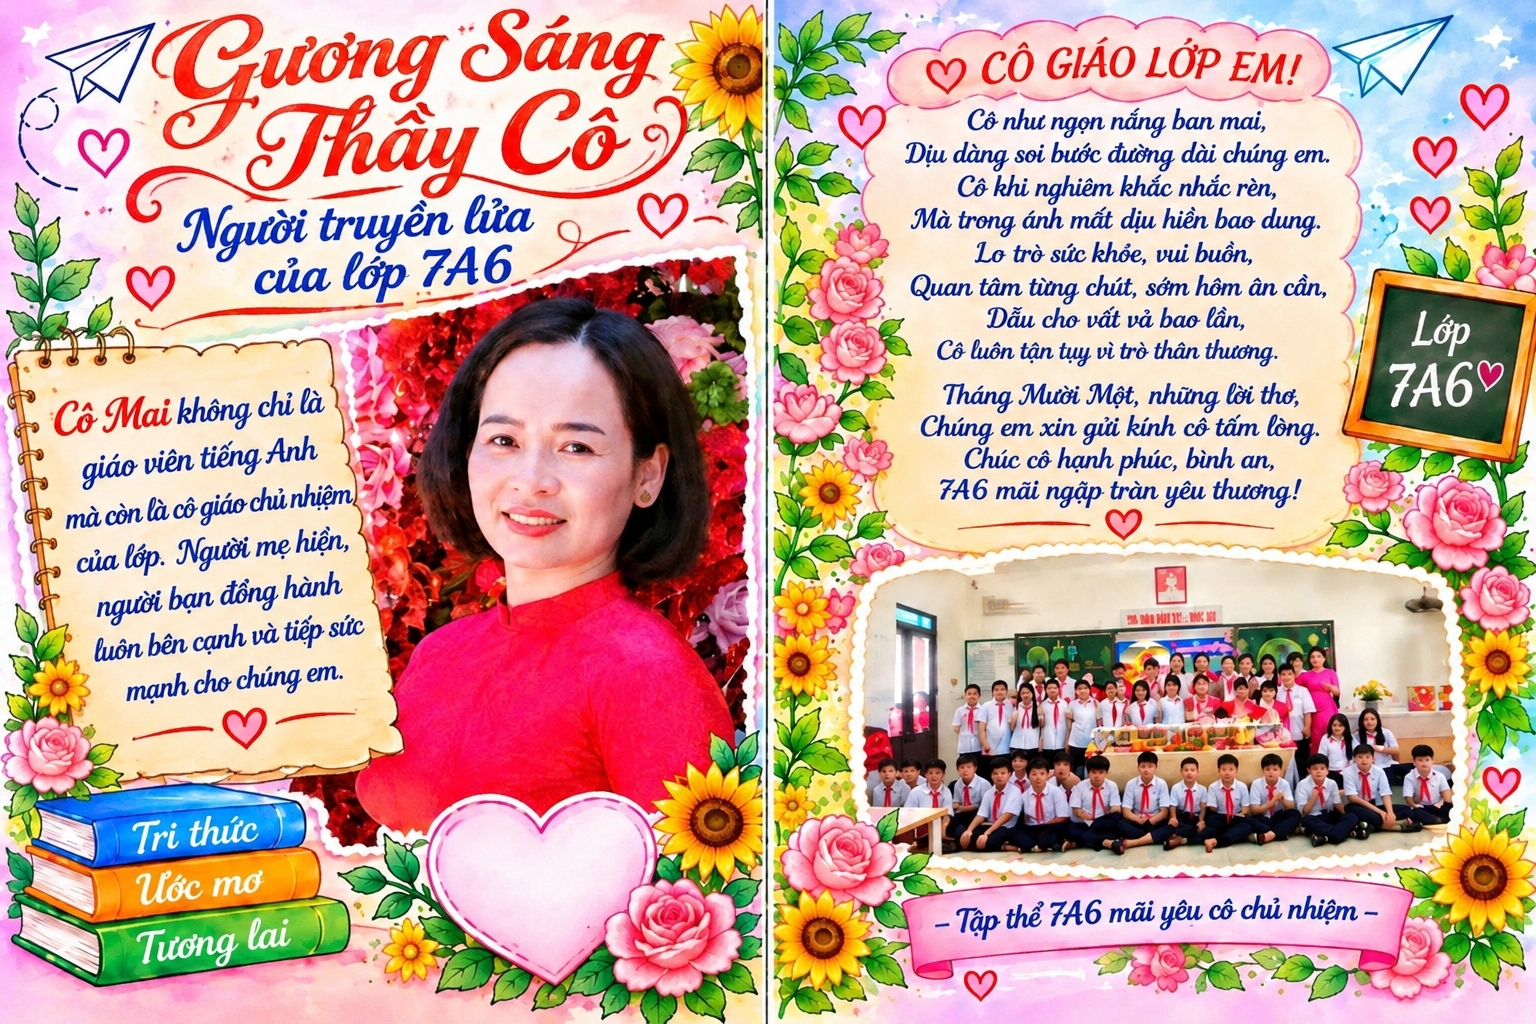 Gương Sáng
Thầy Cô
Người truyền lửa
của lớp 7A6
Cô Mai không chỉ là
giáo viên tiếng Anh
mà còn là cô giáo chủ nhiệm
của lớp. Người mẹ hiền,
người bạn đồng hành
luôn bên cạnh và tiếp sức
mạnh cho chúng em.
Tri thức
Ước mơ
Tương lai
CÔ GIÁO LỚP EM!
Cô như ngọn nắng ban mai,
Dịu dàng soi bước đường dài chúng em.
Cô khi nghiêm khắc nhắc rèn,
Mà trong ánh mắt dịu hiền bao dung.
Lo trò sức khỏe, vui buồn,
Quan tâm từng chút, sớm hôm ân cần,
Dẫu cho vất vả bao lần,
Cô luôn tận tụy vì trò thân thương.
Tháng Mười Một, những lời thơ,
Chúng em xin gửi kính cô tấm lòng.
Chúc cô hạnh phúc, bình an,
7A6 mãi ngập tràn yêu thương!
Lớp
7A6
– Tập thể 7A6 mãi yêu cô chủ nhiệm –